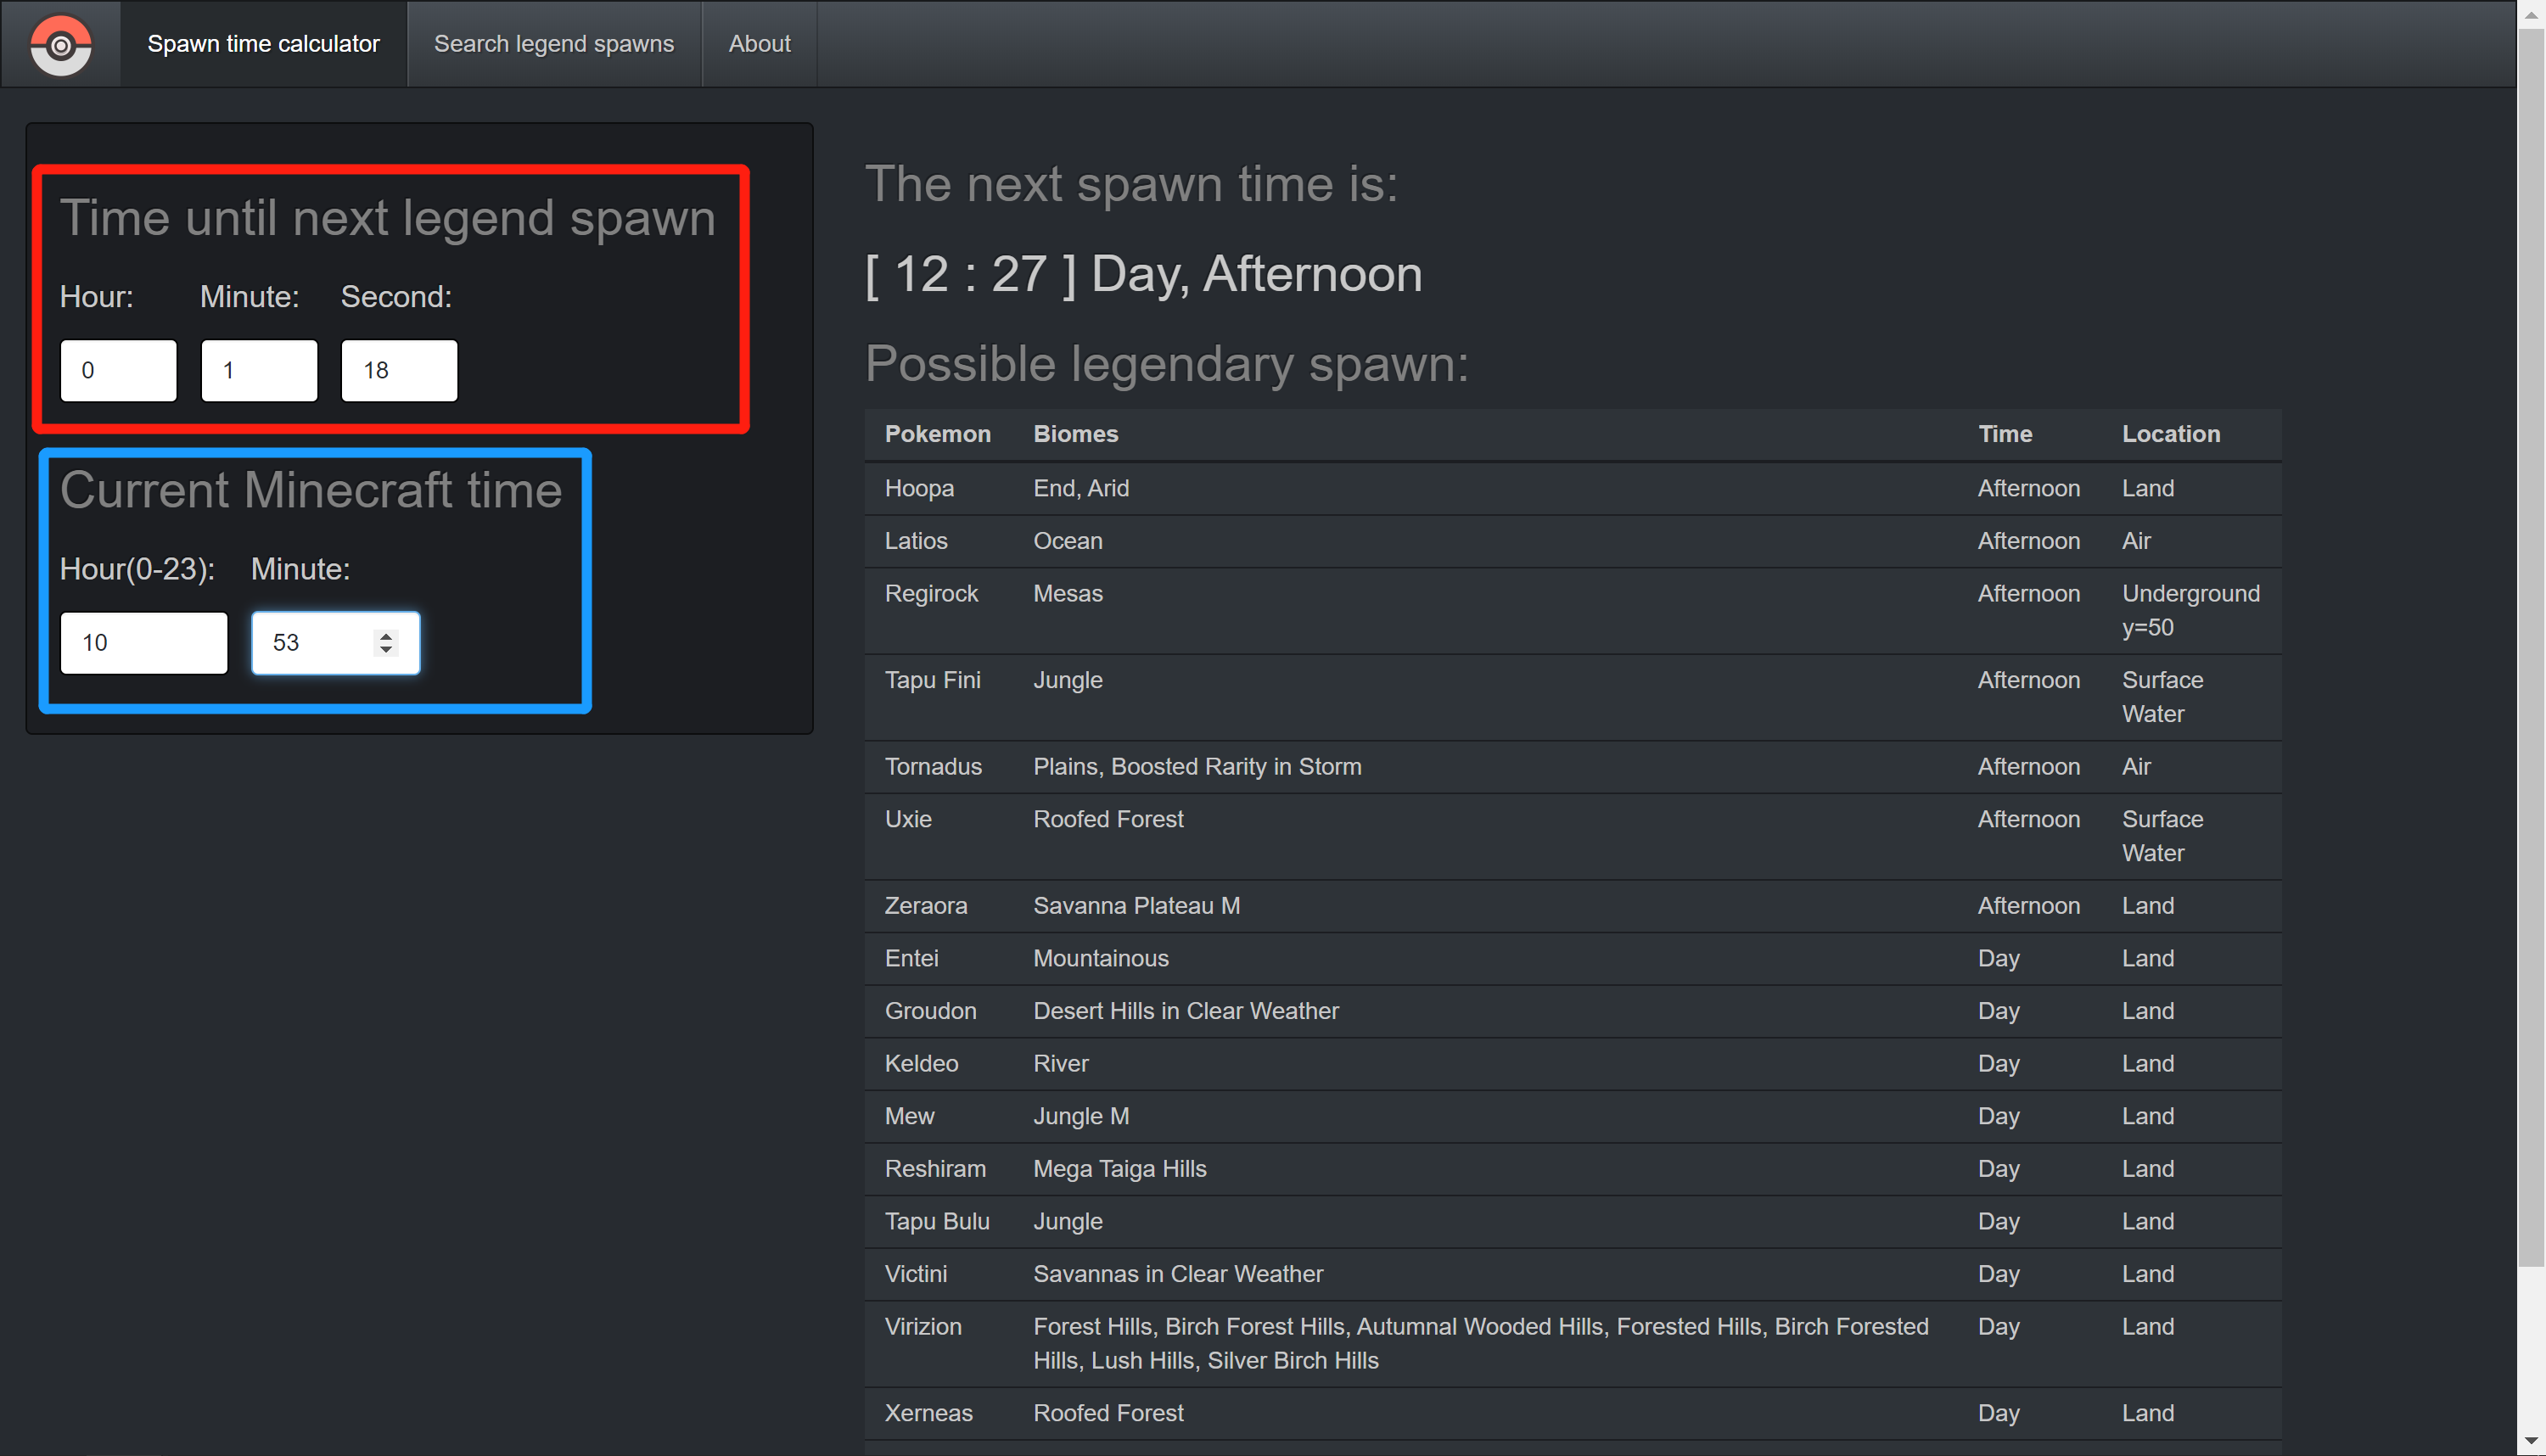 Spawn time calculator Search legend spawns About
Time until next legend spawn
Hour: Minute: Second:
0 1 18
Current Minecraft time
Hour(0-23): Minute:
10 53
The next spawn time is:
[ 12 : 27 ] Day, Afternoon
Possible legendary spawn:
Pokemon Biomes Time Location
Hoopa End, Arid Afternoon Land
Latios Ocean Afternoon Air
Regirock Mesas Afternoon Underground
y=50
Tapu Fini Jungle Afternoon Surface
Water
Tornadus Plains, Boosted Rarity in Storm Afternoon Air
Uxie Roofed Forest Afternoon Surface
Water
Zeraora Savanna Plateau M Afternoon Land
Entei Mountainous Day Land
Groudon Desert Hills in Clear Weather Day Land
Keldeo River Day Land
Mew Jungle M Day Land
Reshiram Mega Taiga Hills Day Land
Tapu Bulu Jungle Day Land
Victini Savannas in Clear Weather Day Land
Virizion Forest Hills, Birch Forest Hills, Autumnal Wooded Hills, Forested Hills, Birch Forested Day Land
Hills, Lush Hills, Silver Birch Hills
Xerneas Roofed Forest Day Land